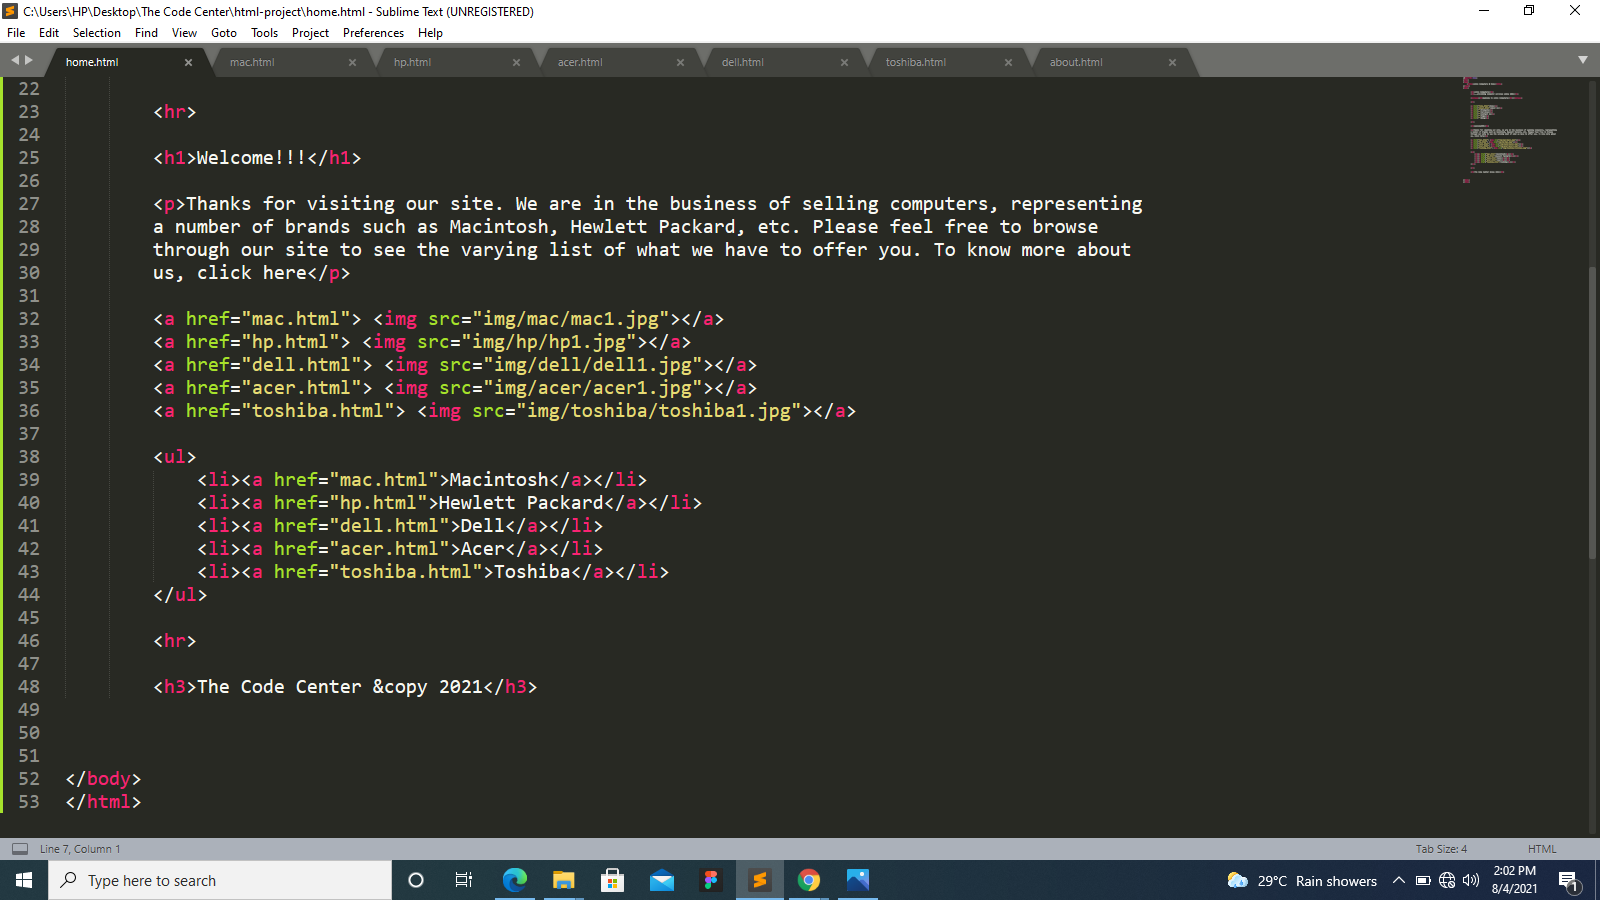 C:\Users\HP\Desktop\The Code Center\html-project\home.html - Sublime Text (UNREGISTERED)
File Edit Selection Find View Goto Tools Project Preferences Help
home.html mac.html hp.html acer.html dell.html toshiba.html about.html
22
23 <hr>
24
25 <h1>Welcome!!!</h1>
26
27 <p>Thanks for visiting our site. We are in the business of selling computers, representing
28 a number of brands such as Macintosh, Hewlett Packard, etc. Please feel free to browse
29 through our site to see the varying list of what we have to offer you. To know more about
30 us, click here</p>
31
32 <a href="mac.html"> <img src="img/mac/mac1.jpg"></a>
33 <a href="hp.html"> <img src="img/hp/hp1.jpg"></a>
34 <a href="dell.html"> <img src="img/dell/dell1.jpg"></a>
35 <a href="acer.html"> <img src="img/acer/acer1.jpg"></a>
36 <a href="toshiba.html"> <img src="img/toshiba/toshiba1.jpg"></a>
37
38 <ul>
39 <li><a href="mac.html">Macintosh</a></li>
40 <li><a href="hp.html">Hewlett Packard</a></li>
41 <li><a href="dell.html">Dell</a></li>
42 <li><a href="acer.html">Acer</a></li>
43 <li><a href="toshiba.html">Toshiba</a></li>
44 </ul>
45
46 <hr>
47
48 <h3>The Code Center &copy 2021</h3>
49
50
51
52 </body>
53 </html>
Line 7, Column 1 Tab Size: 4 HTML
Type here to search 29°C Rain showers 2:02 PM
8/4/2021 1